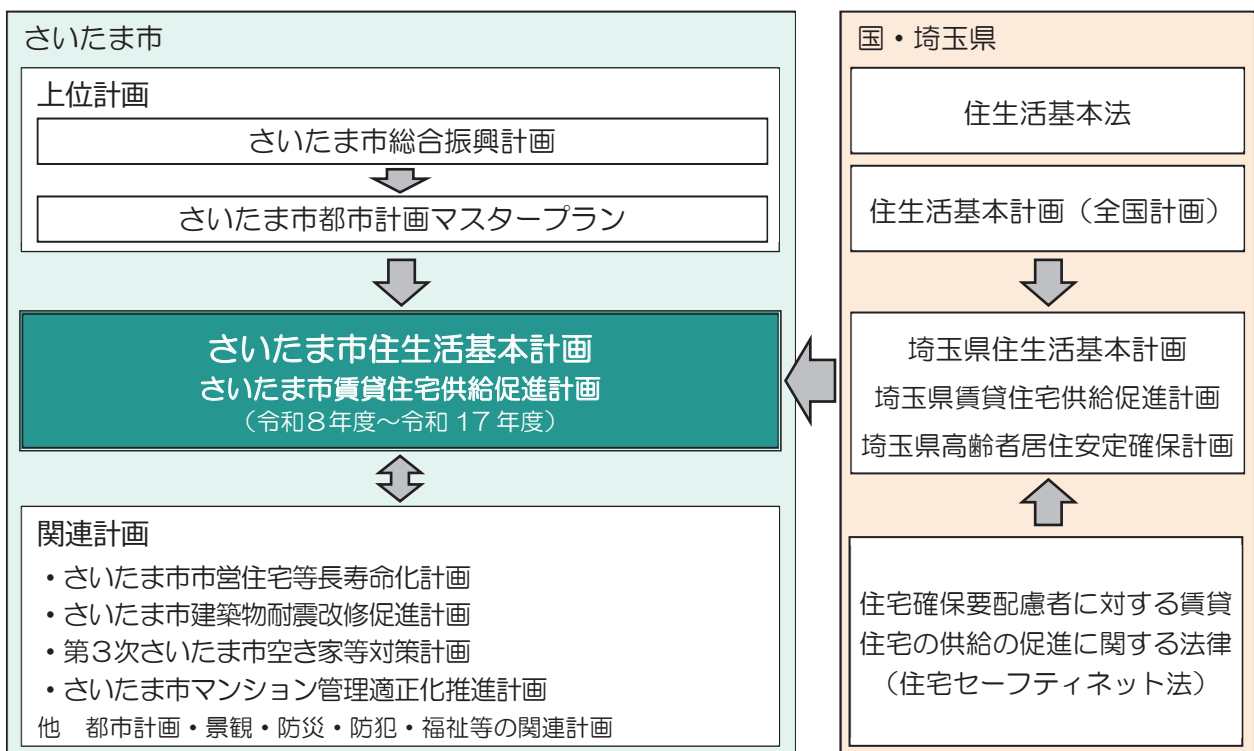 さいたま市
上位計画
さいたま市総合振興計画
さいたま市都市計画マスタープラン
さいたま市住生活基本計画
さいたま市賃貸住宅供給促進計画
（令和８年度～令和 17 年度）
関連計画
・さいたま市市営住宅等長寿命化計画
・さいたま市建築物耐震改修促進計画
・第３次さいたま市空き家等対策計画
・さいたま市マンション管理適正化推進計画
他　都市計画・景観・防災・防犯・福祉等の関連計画
国・埼玉県
住生活基本法
住生活基本計画（全国計画）
埼玉県住生活基本計画
埼玉県賃貸住宅供給促進計画
埼玉県高齢者居住安定確保計画
住宅確保要配慮者に対する賃貸
住宅の供給の促進に関する法律
（住宅セーフティネット法）